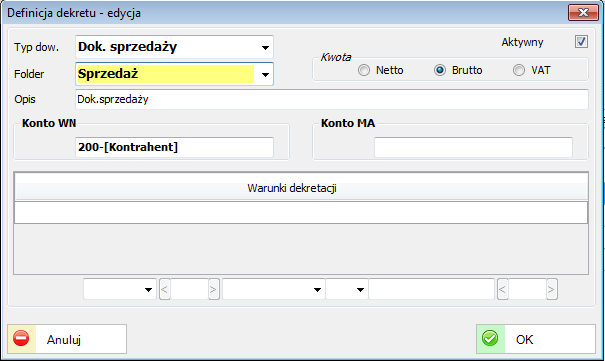 Definicja dekretu - edycja
Typ dow.
Dok. sprzedaży
Aktywny
Folder
Sprzedaż
Kwota
Netto
Brutto
VAT
Opis
Dok.sprzedaży
Konto WN
200-[Kontrahent]
Konto MA
Warunki dekretacji
< > < >
Anuluj
OK